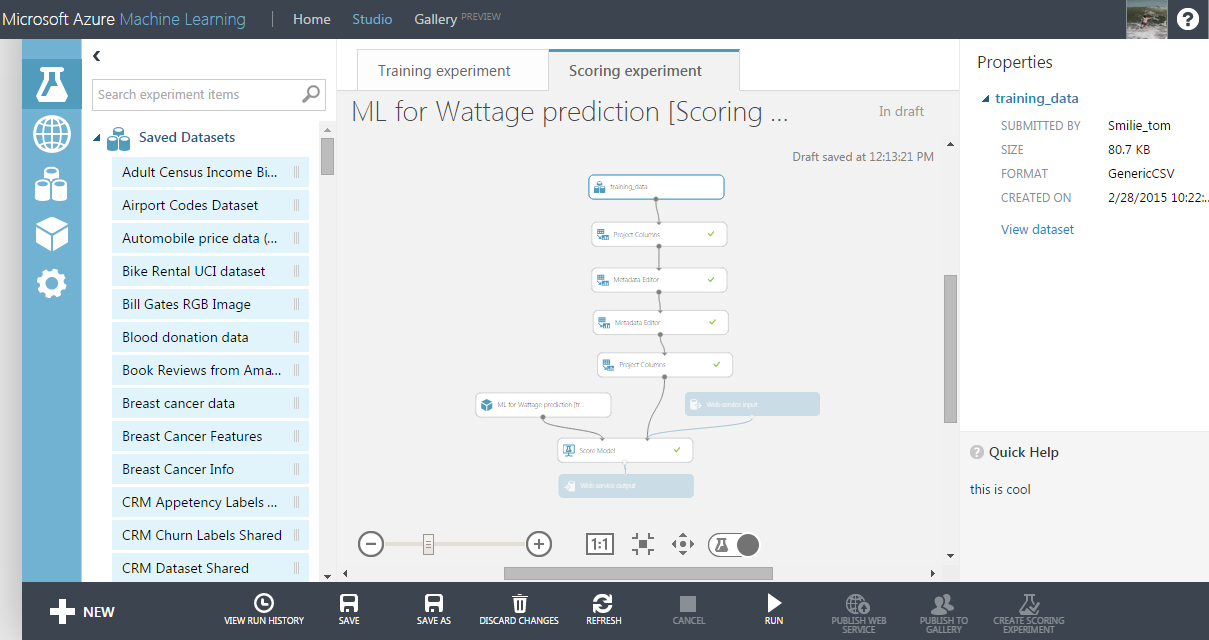 Microsoft Azure Machine Learning | Home Studio Gallery PREVIEW ?
Search experiment items
Saved Datasets
Adult Census Income Bi...
Airport Codes Dataset
Automobile price data (...
Bike Rental UCI dataset
Bill Gates RGB Image
Blood donation data
Book Reviews from Ama...
Breast cancer data
Breast Cancer Features
Breast Cancer Info
CRM Appetency Labels ...
CRM Churn Labels Shared
CRM Dataset Shared
Training experiment
Scoring experiment
ML for Wattage prediction [Scoring ...
In draft
Draft saved at 12:13:21 PM
training_data
Project Columns
Metadata Editor
Metadata Editor
Project Columns
ML for Wattage prediction [tr...
Web service input
Score Model
Web service output
1:1
Properties
training_data
SUBMITTED BY Smilie_tom
SIZE 80.7 KB
FORMAT GenericCSV
CREATED ON 2/28/2015 10:22:..
View dataset
? Quick Help
this is cool
NEW
VIEW RUN HISTORY
SAVE
SAVE AS
DISCARD CHANGES
REFRESH
CANCEL
RUN
PUBLISH WEB
SERVICE
PUBLISH TO
GALLERY
CREATE SCORING
EXPERIMENT